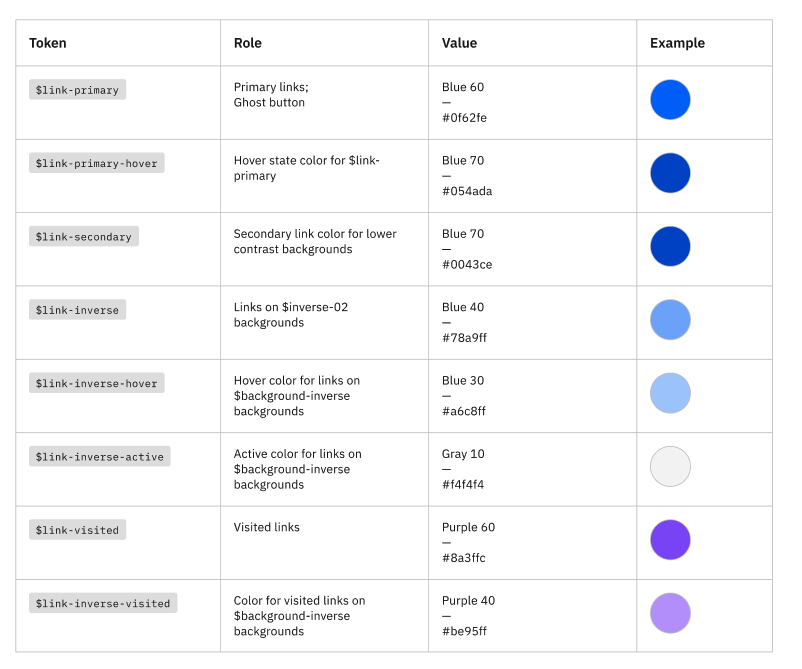 Token Role Value Example
$link-primary
Primary links;
Ghost button
Blue 60
—
#0f62fe
$link-primary-hover
Hover state color for $link-
primary
Blue 70
—
#054ada
$link-secondary
Secondary link color for lower
contrast backgrounds
Blue 70
—
#0043ce
$link-inverse
Links on $inverse-02
backgrounds
Blue 40
—
#78a9ff
$link-inverse-hover
Hover color for links on
$background-inverse
backgrounds
Blue 30
—
#a6c8ff
$link-inverse-active
Active color for links on
$background-inverse
backgrounds
Gray 10
—
#f4f4f4
$link-visited
Visited links
Purple 60
—
#8a3ffc
$link-inverse-visited
Color for visited links on
$background-inverse
backgrounds
Purple 40
—
#be95ff